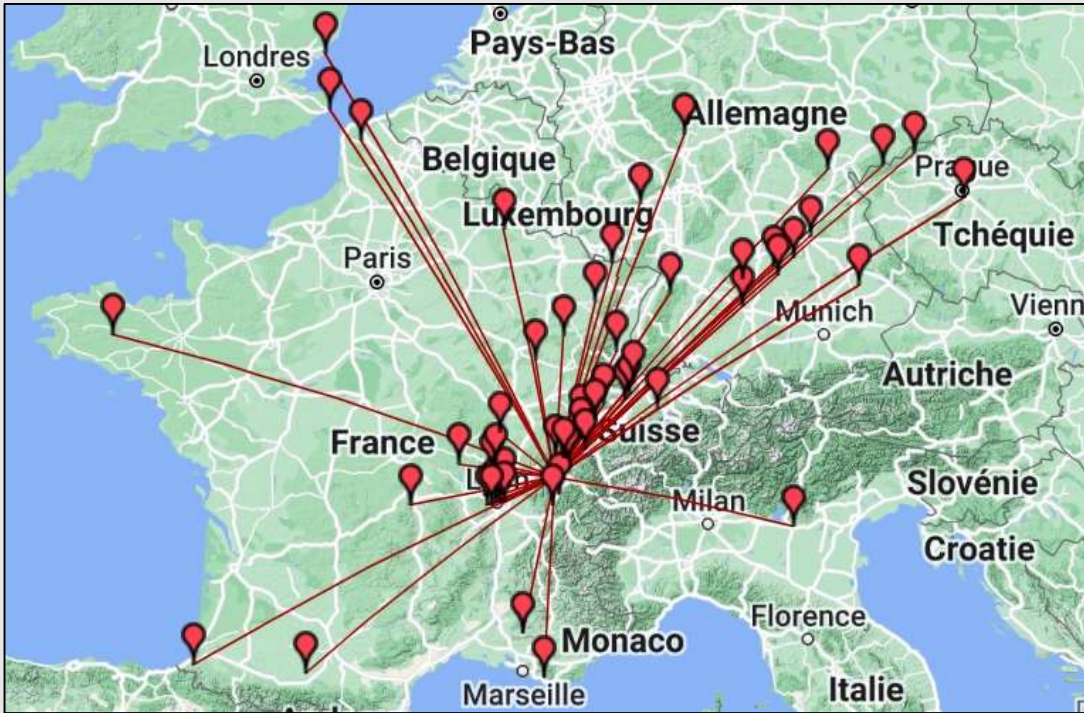 Londres
Pays-Bas
Allemagne
Belgique
Prague
Luxembourg
Tchéquie
Paris
Munich
Autriche
France
Suisse
Slovénie
Milan
Croatie
Florence
Monaco
Marseille
Italie